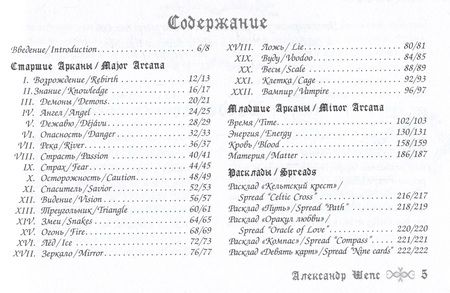 Содержание
Введение/Introduction 6/8
Старшие Арканы / Major Arcana
I. Возрождение/Rebirth 12/13
II. Знание/Knowledge 16/17
III. Демоны/Demons 20/21
IV. Ангел/Angel 24/25
V. Дежавю/Déjàvu 28/29
VI. Опасность/Danger 32/33
VII. Река/River 36/37
VIII. Страсть/Passion 40/41
IX. Страх/Fear 44/45
X. Осторожность/Caution 48/49
XI. Спаситель/Savior 52/53
XII. Видение/Vision 56/57
XIII. Треугольник/Triangle 60/61
XIV. Змеи/Snakes 64/65
XV. Огонь/Fire 68/69
XVI. Лёд/Ice 72/73
XVII. Зеркало/Mirror 76/77
XVIII. Ложь/Lie 80/81
XIX. Вуду/Voodoo 84/85
XX. Весы/Scale 88/89
XXI. Клетка/Cage 92/93
XXII. Вампир/Vampire 96/97
Младшие Арканы / Minor Arcana
Время/Time 102/103
Энергия/Energy 130/131
Кровь/Blood 158/159
Материя/Matter 186/187
Расклады / Spreads
Расклад «Кельтский крест» /
Spread "Celtic Cross" 216/217
Расклад «Путь» / Spread "Path" 218/219
Расклад «Оракул любви» /
Spread "Oracle of Love" 220/220
Расклад «Компас» / Spread "Compass" 221/221
Расклад «Девять карт» / Spread "Nine cards" 222/222
Александр Шепс 5